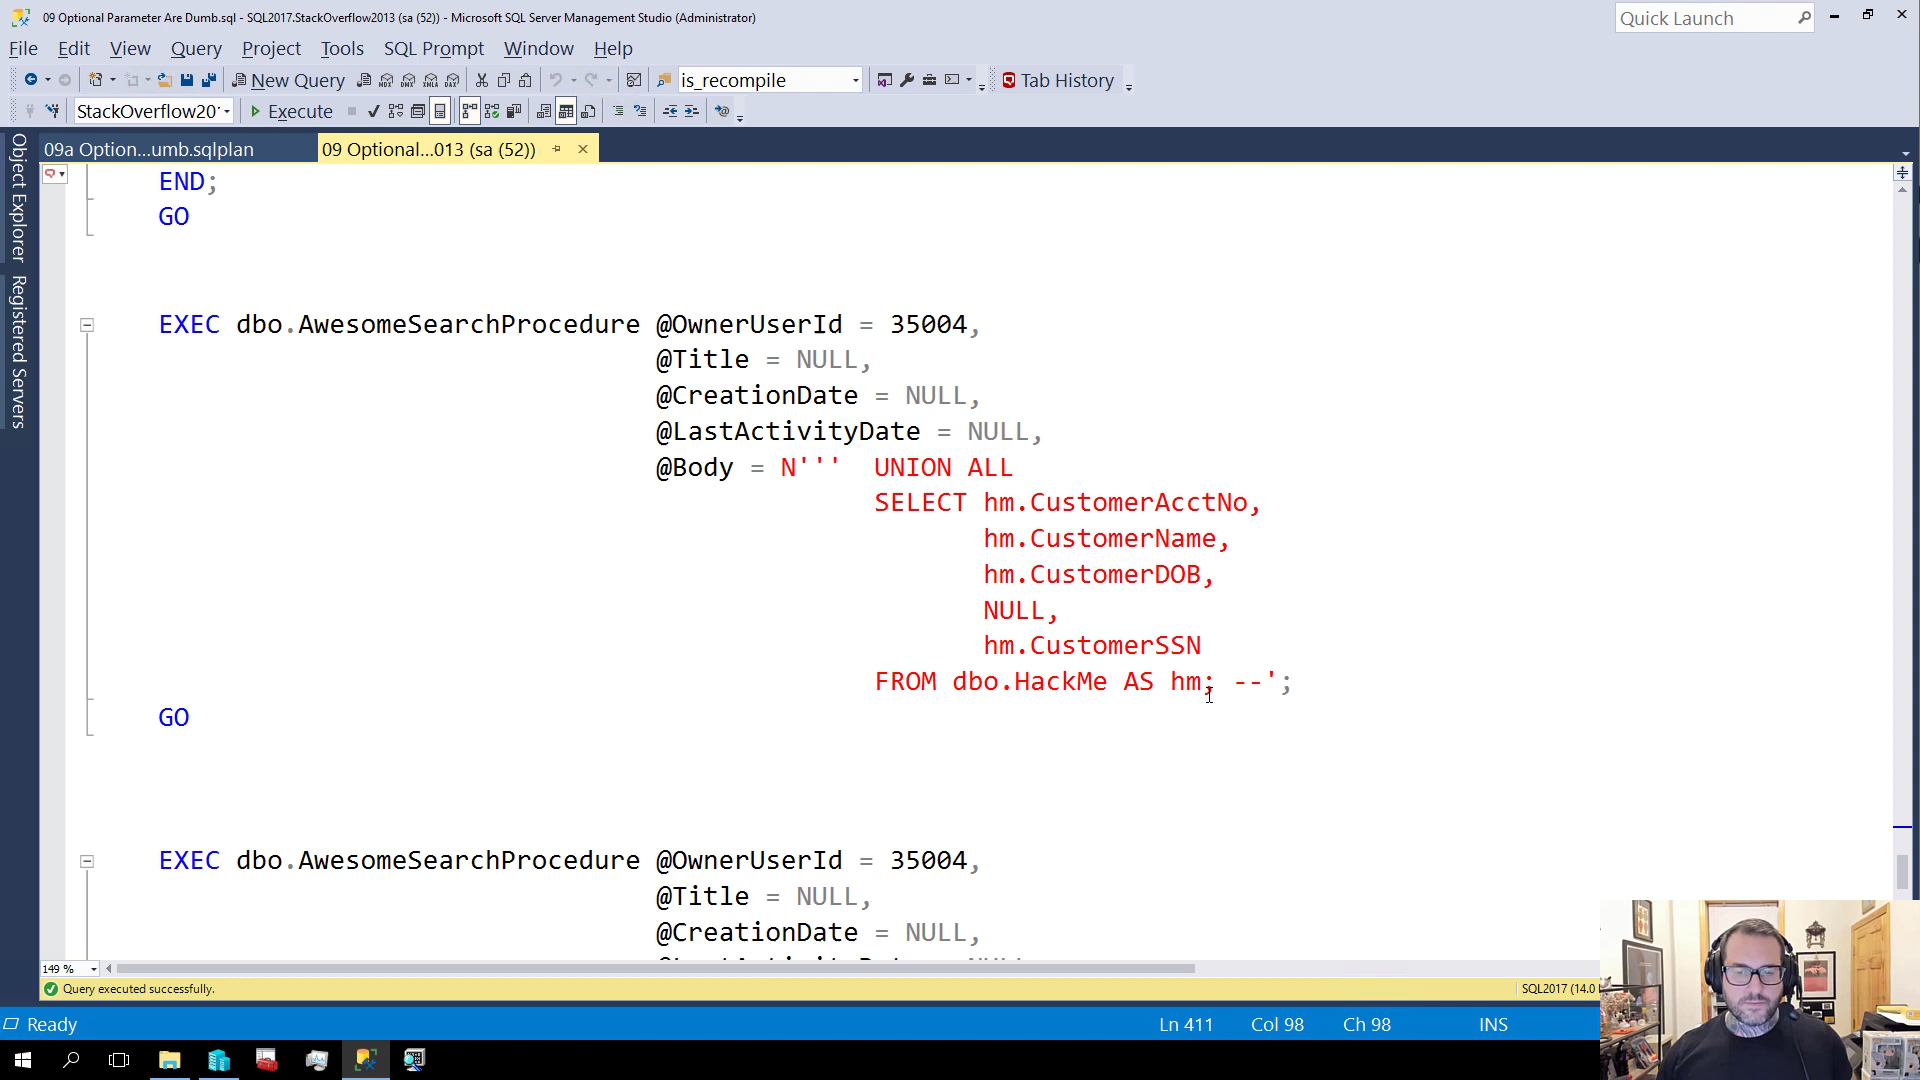 09 Optional Parameter Are Dumb.sql - SQL2017.StackOverflow2013 (sa (52)) - Microsoft SQL Server Management Studio (Administrator)
Quick Launch
File Edit View Query Project Tools SQL Prompt Window Help
New Query
is_recompile
Tab History
StackOverflow20'
Execute
09a Option...umb.sqlplan
09 Optional...013 (sa (52))
Object Explorer
Registered Servers
END;
GO
EXEC dbo.AwesomeSearchProcedure @OwnerUserId = 35004,
@Title = NULL,
@CreationDate = NULL,
@LastActivityDate = NULL,
@Body = N''' UNION ALL
SELECT hm.CustomerAcctNo,
hm.CustomerName,
hm.CustomerDOB,
NULL,
hm.CustomerSSN
FROM dbo.HackMe AS hm; --';
GO
EXEC dbo.AwesomeSearchProcedure @OwnerUserId = 35004,
@Title = NULL,
@CreationDate = NULL,
149 %
Query executed successfully.
SQL2017 (14.0
Ready
Ln 411
Col 98
Ch 98
INS